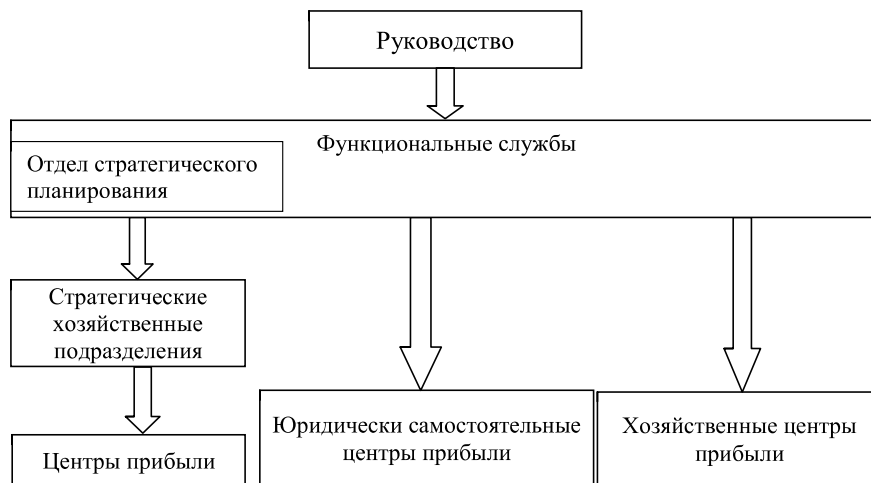 Руководство
Функциональные службы
Отдел стратегического
планирования
Стратегические
хозяйственные
подразделения
Юридически самостоятельные
центры прибыли
Хозяйственные центры
прибыли
Центры прибыли